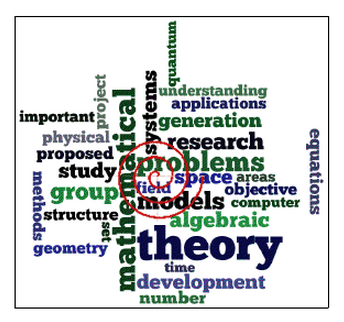 quantum
project
understanding
systems
applications
important
generation
mathematical
physical
research
equations
proposed
problems
study
space
areas
methods
group
field
objective
models
computer
structure
set
algebraic
geometry
theory
time
development
number